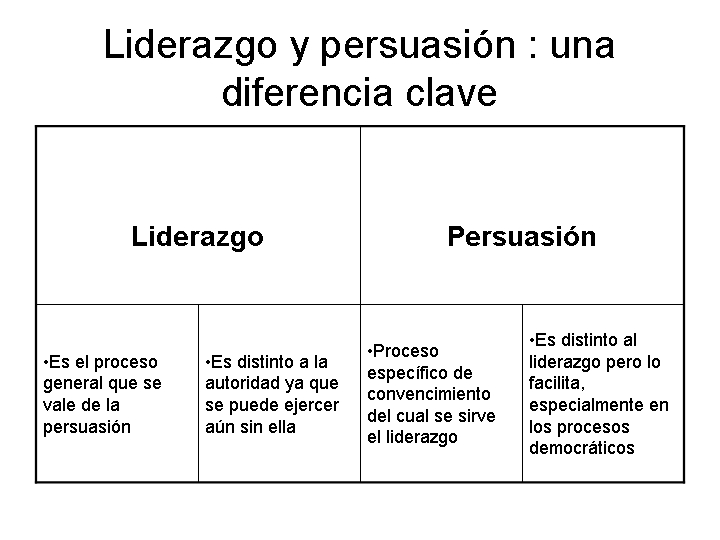 Liderazgo y persuasión : una
diferencia clave
Liderazgo
Persuasión
•Es el proceso
general que se
vale de la
persuasión
•Es distinto a la
autoridad ya que
se puede ejercer
aún sin ella
•Proceso
específico de
convencimiento
del cual se sirve
el liderazgo
•Es distinto al
liderazgo pero lo
facilita,
especialmente en
los procesos
democráticos